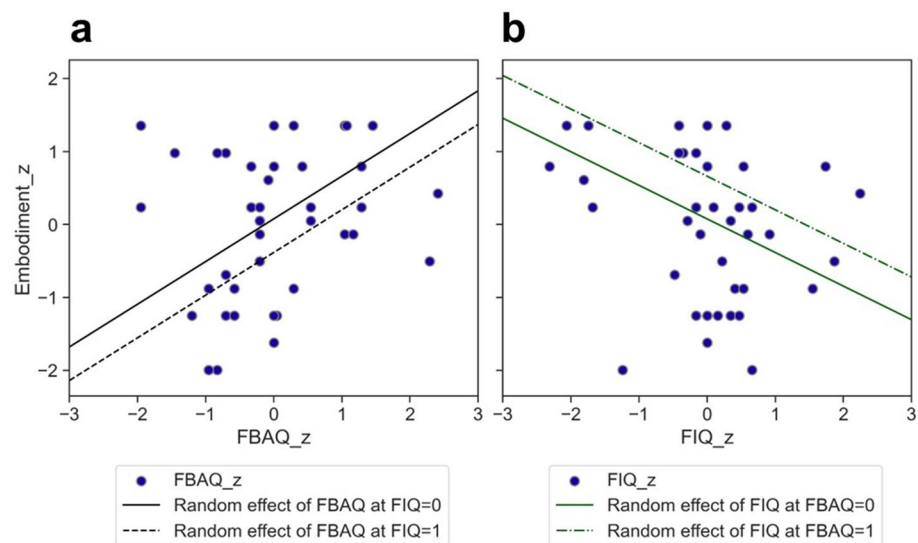 a
b
2
1
0
−1
−2
Embodiment_z
−3 −2 −1 0 1 2 3
FBAQ_z
−3 −2 −1 0 1 2 3
FIQ_z
FBAQ_z
Random effect of FBAQ at FIQ=0
Random effect of FBAQ at FIQ=1
FIQ_z
Random effect of FIQ at FBAQ=0
Random effect of FIQ at FBAQ=1